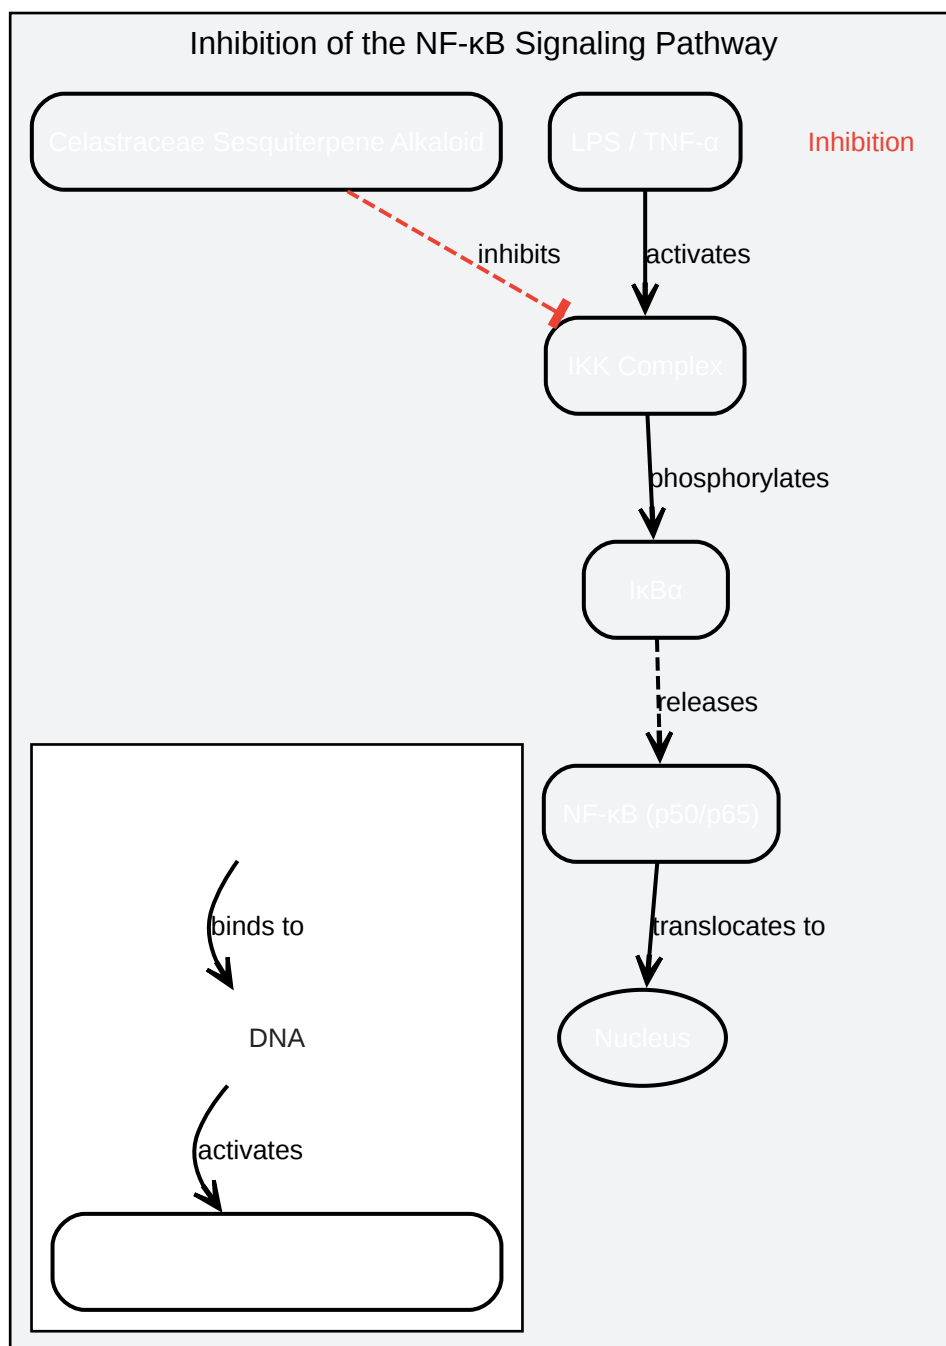 Inhibition of the NF-κB Signaling Pathway
Celastraceae Sesquiterpene Alkaloid
LPS / TNF-α
Inhibition
inhibits
activates
IKK Complex
phosphorylates
IκBα
releases
NF-κB (p50/p65)
binds to
translocates to
DNA
Nucleus
activates